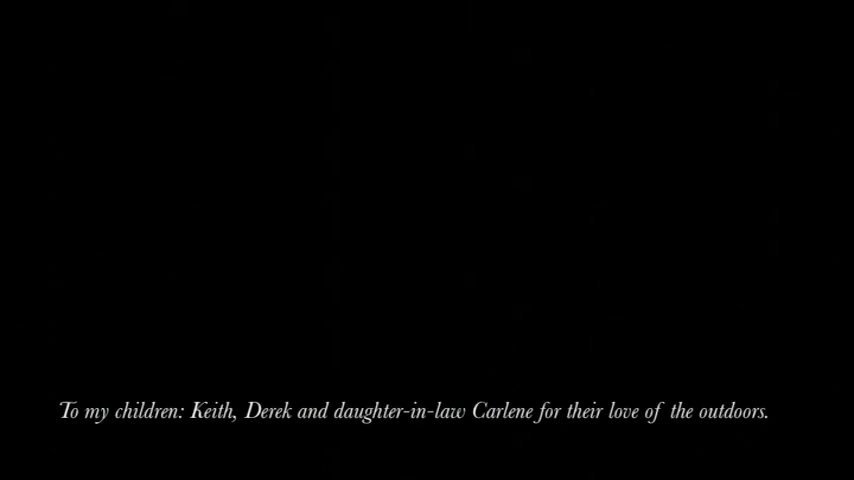 To my children: Keith, Derek and daughter-in-law Carlene for their love of the outdoors.